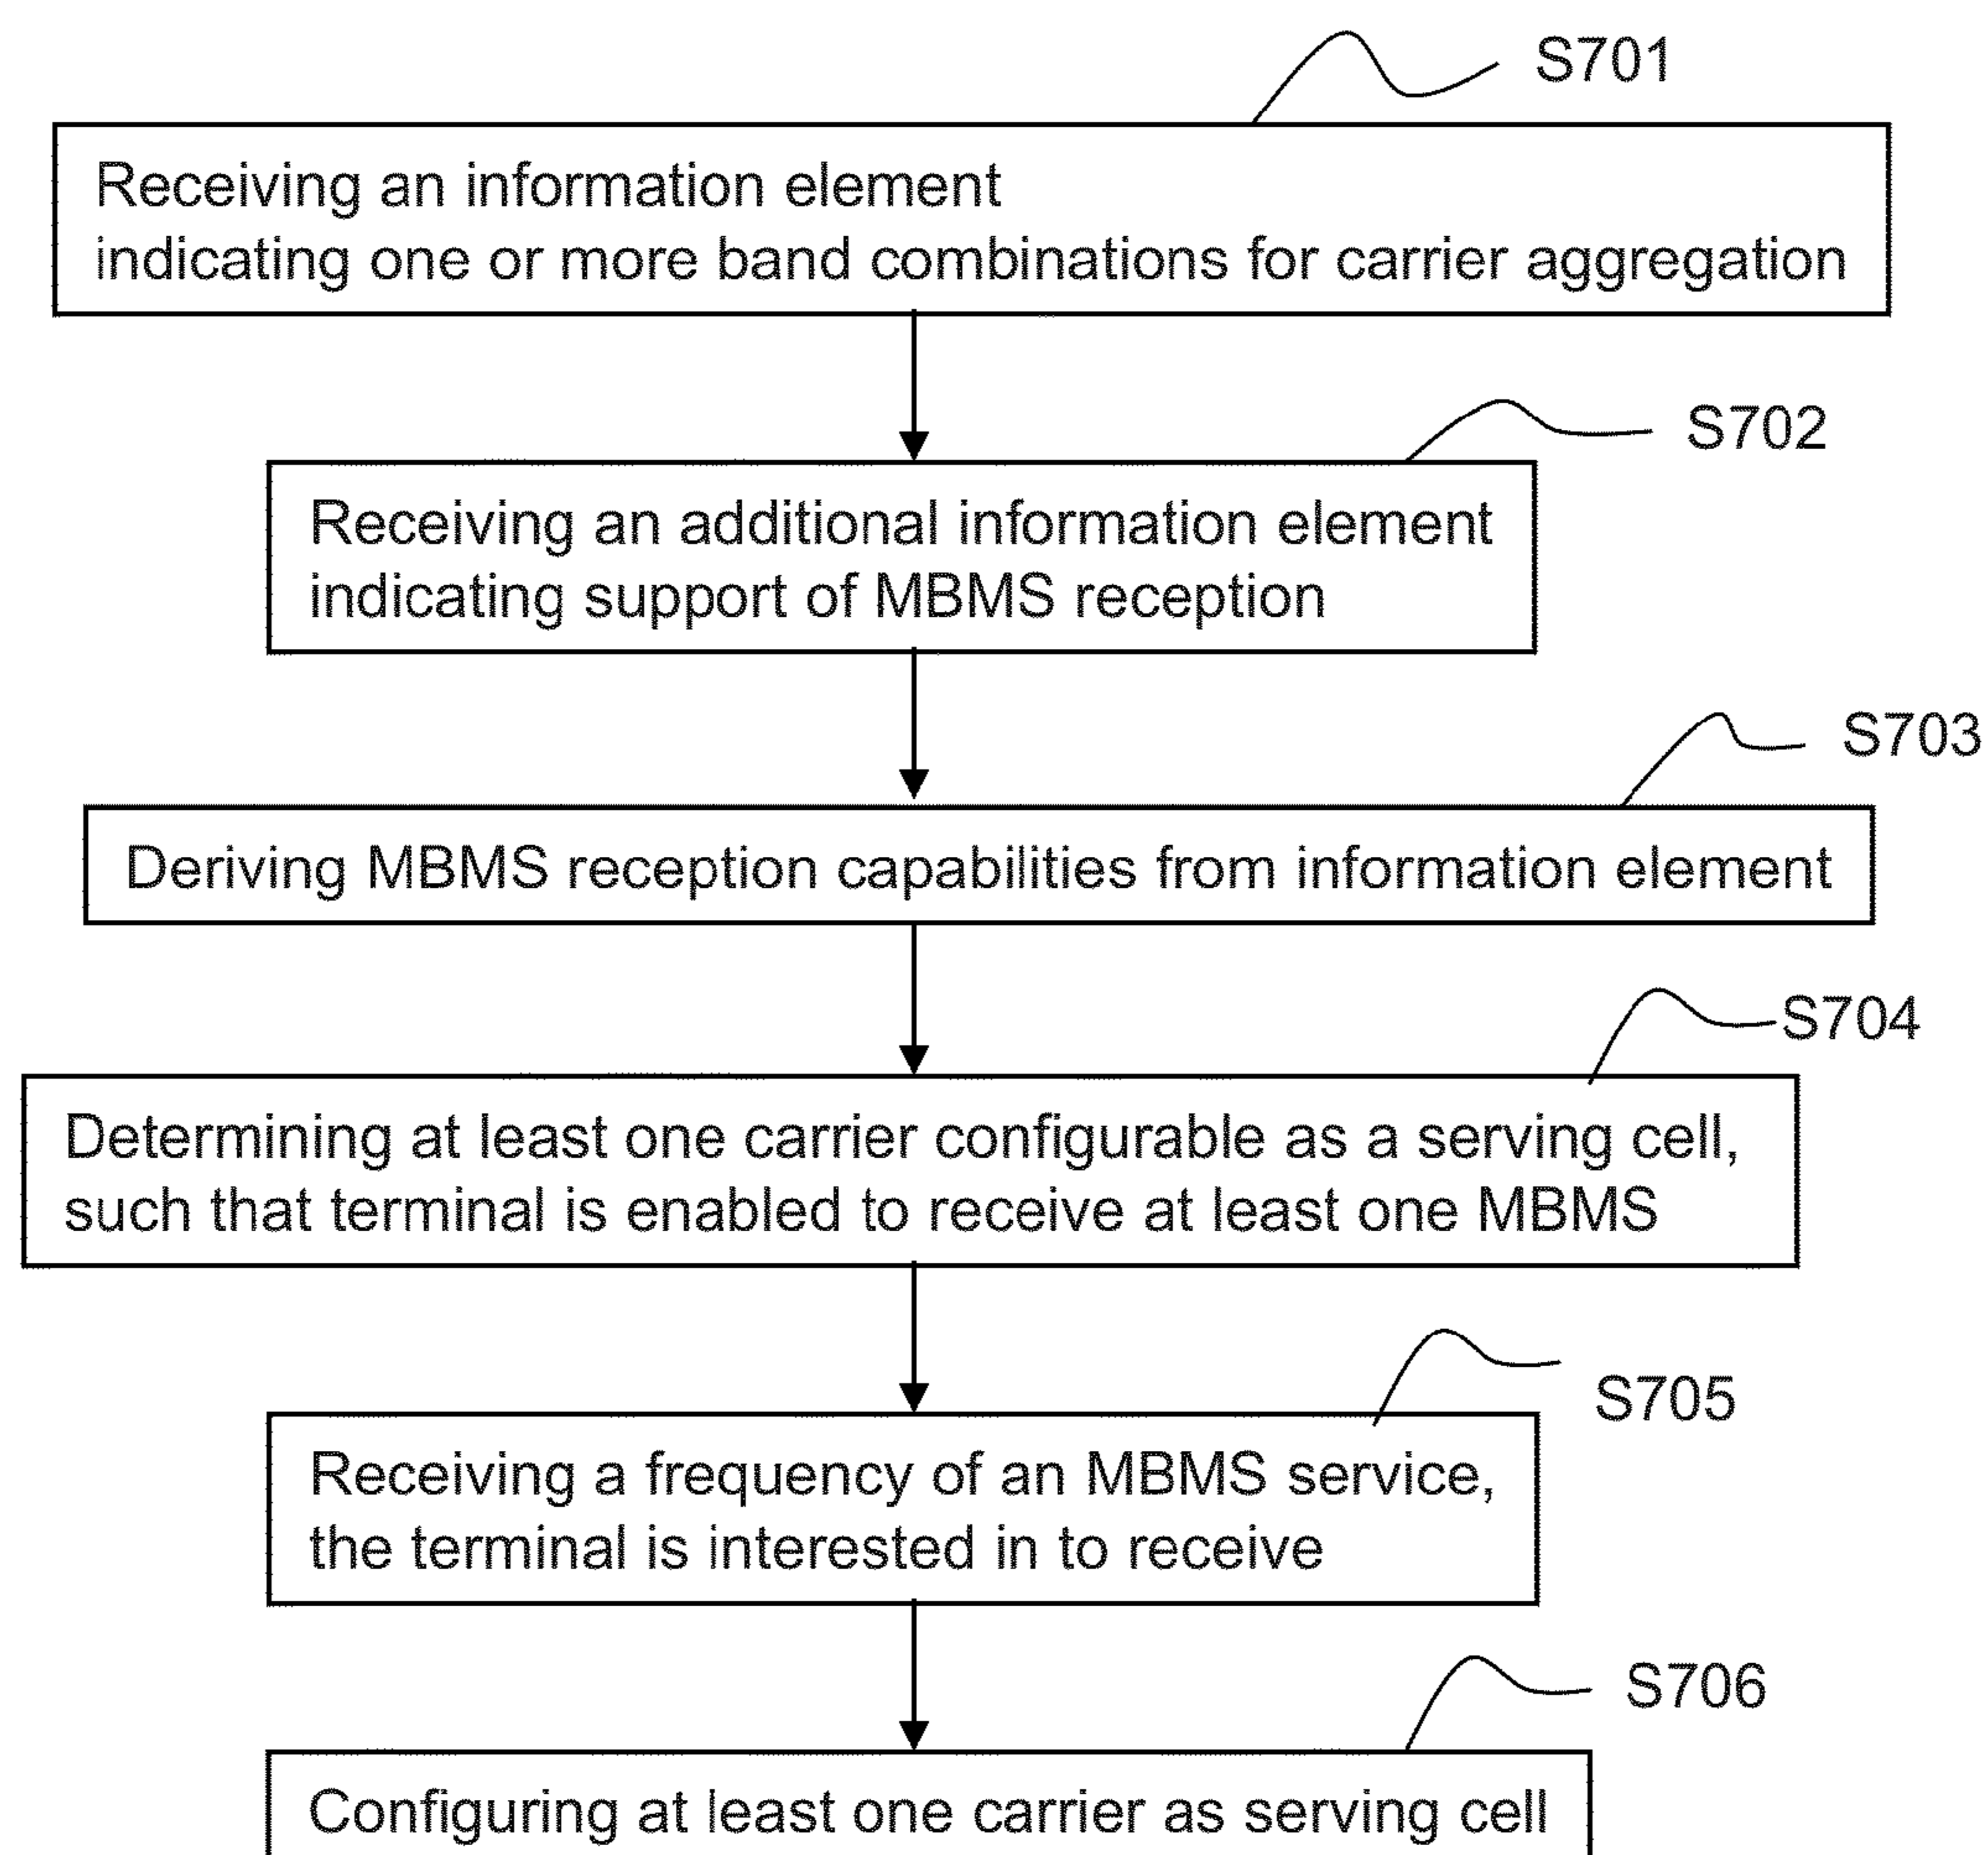 S701
Receiving an information element
indicating one or more band combinations for carrier aggregation
S702
Receiving an additional information element
indicating support of MBMS reception
S703
Deriving MBMS reception capabilities from information element
S704
Determining at least one carrier configurable as a serving cell,
such that terminal is enabled to receive at least one MBMS
S705
Receiving a frequency of an MBMS service,
the terminal is interested in to receive
S706
Configuring at least one carrier as serving cell